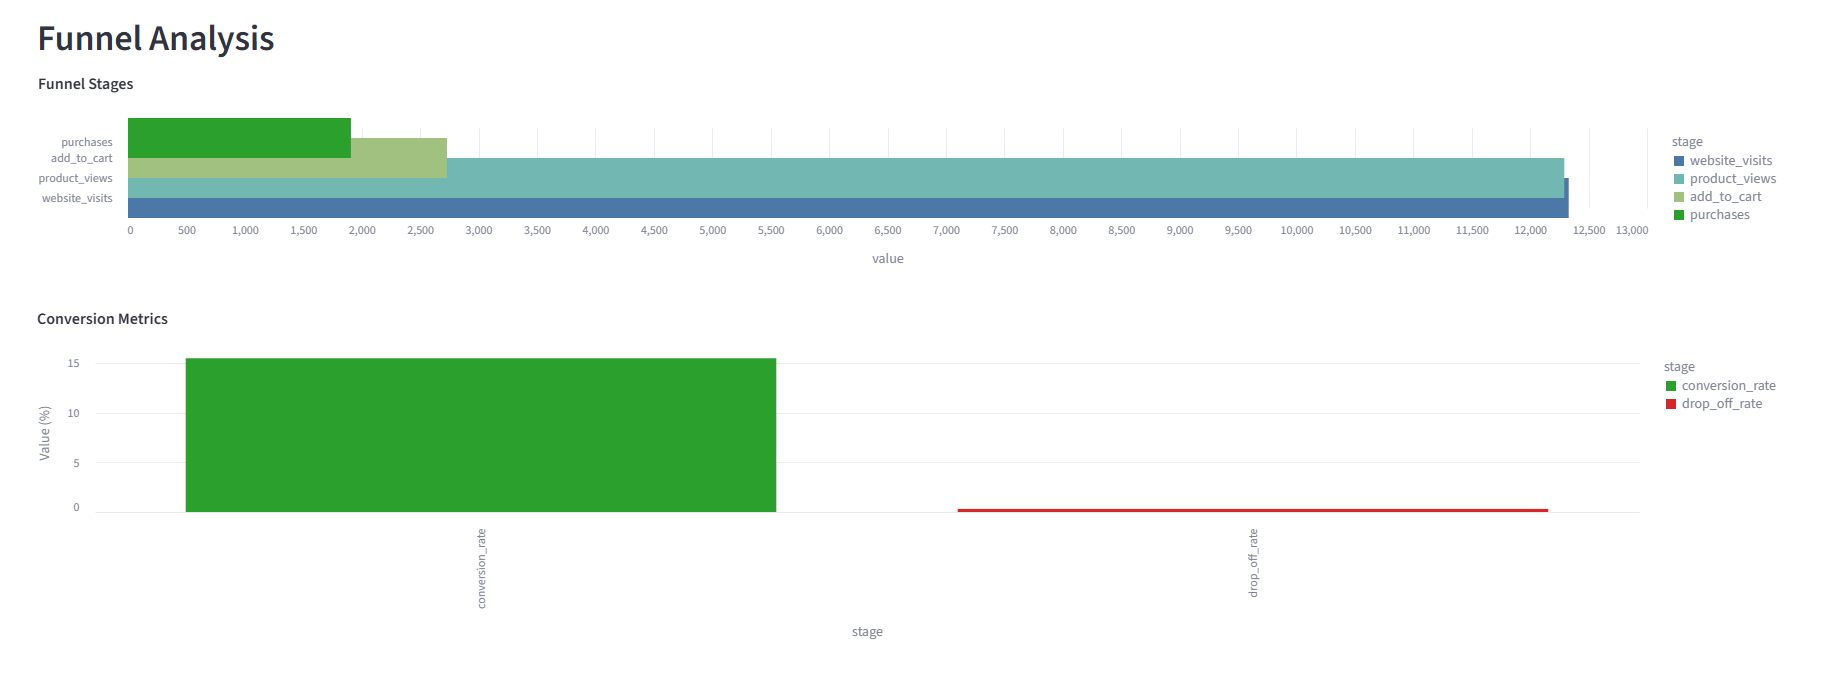 Funnel Analysis
Funnel Stages
purchases
add_to_cart
product_views
website_visits
0 500 1,000 1,500 2,000 2,500 3,000 3,500 4,000 4,500 5,000 5,500 6,000 6,500 7,000 7,500 8,000 8,500 9,000 9,500 10,000 10,500 11,000 11,500 12,000 12,500 13,000
value
stage
website_visits
product_views
add_to_cart
purchases
Conversion Metrics
Value (%)
15
10
5
0
conversion_rate
drop_off_rate
stage
stage
conversion_rate
drop_off_rate